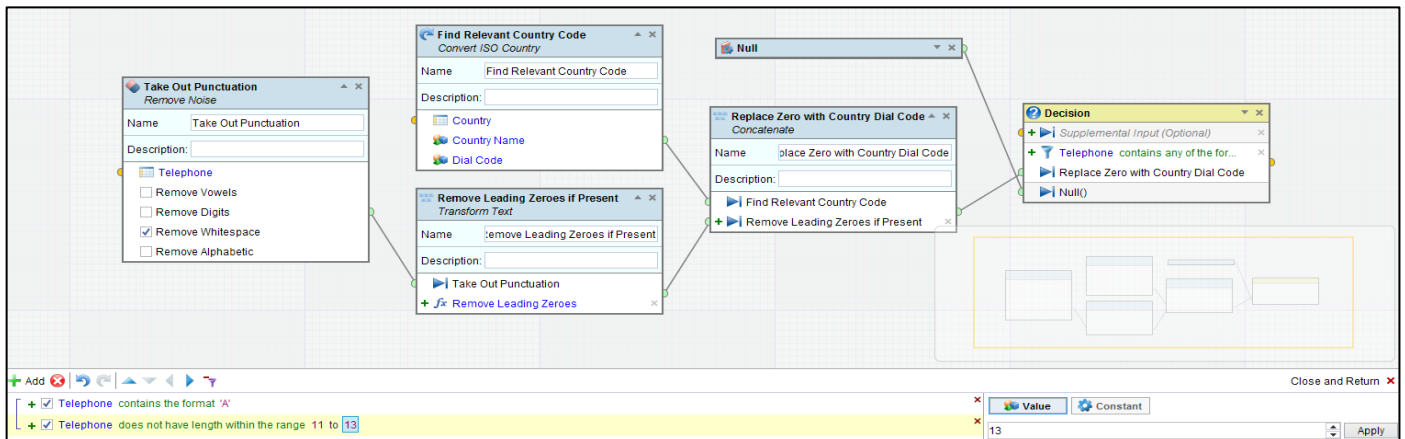 Take Out Punctuation
Remove Noise
Name Take Out Punctuation
Description:
Telephone
Remove Vowels
Remove Digits
Remove Whitespace
Remove Alphabetic
Find Relevant Country Code
Convert ISO Country
Name Find Relevant Country Code
Description:
Country
Country Name
Dial Code
Remove Leading Zeroes if Present
Transform Text
Name emove Leading Zeroes if Present
Description:
Take Out Punctuation
fx Remove Leading Zeroes
Null
Replace Zero with Country Dial Code
Concatenate
Name place Zero with Country Dial Code
Description:
Find Relevant Country Code
Remove Leading Zeroes if Present
Decision
Supplemental Input (Optional)
Telephone contains any of the for...
Replace Zero with Country Dial Code
Null()
Add
Close and Return
Telephone contains the format 'A'
Telephone does not have length within the range 11 to 13
Value Constant
13 Apply